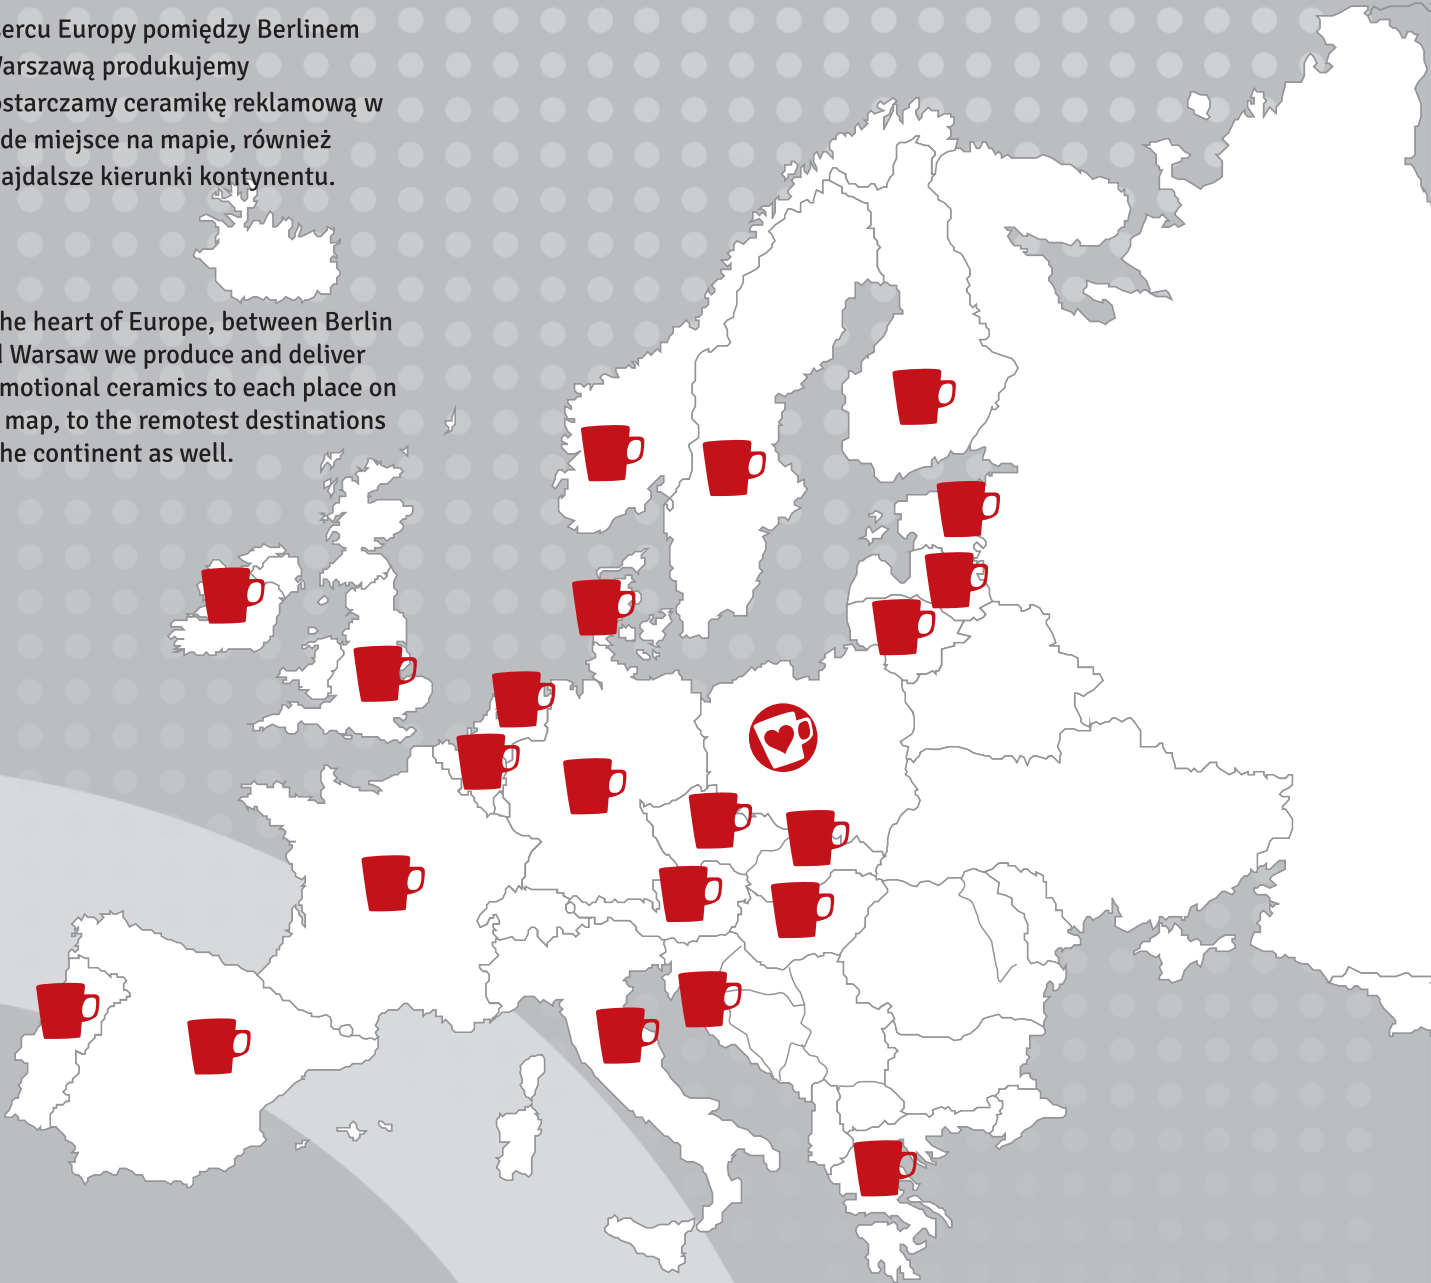 ercu Europy pomiędzy Berlinem
arszawą produkujemy
starczamy ceramikę reklamową w
de miejsce na mapie, również
ajdalsze kierunki kontynentu.
he heart of Europe, between Berlin
Warsaw we produce and deliver
motional ceramics to each place on
map, to the remotest destinations
he continent as well.